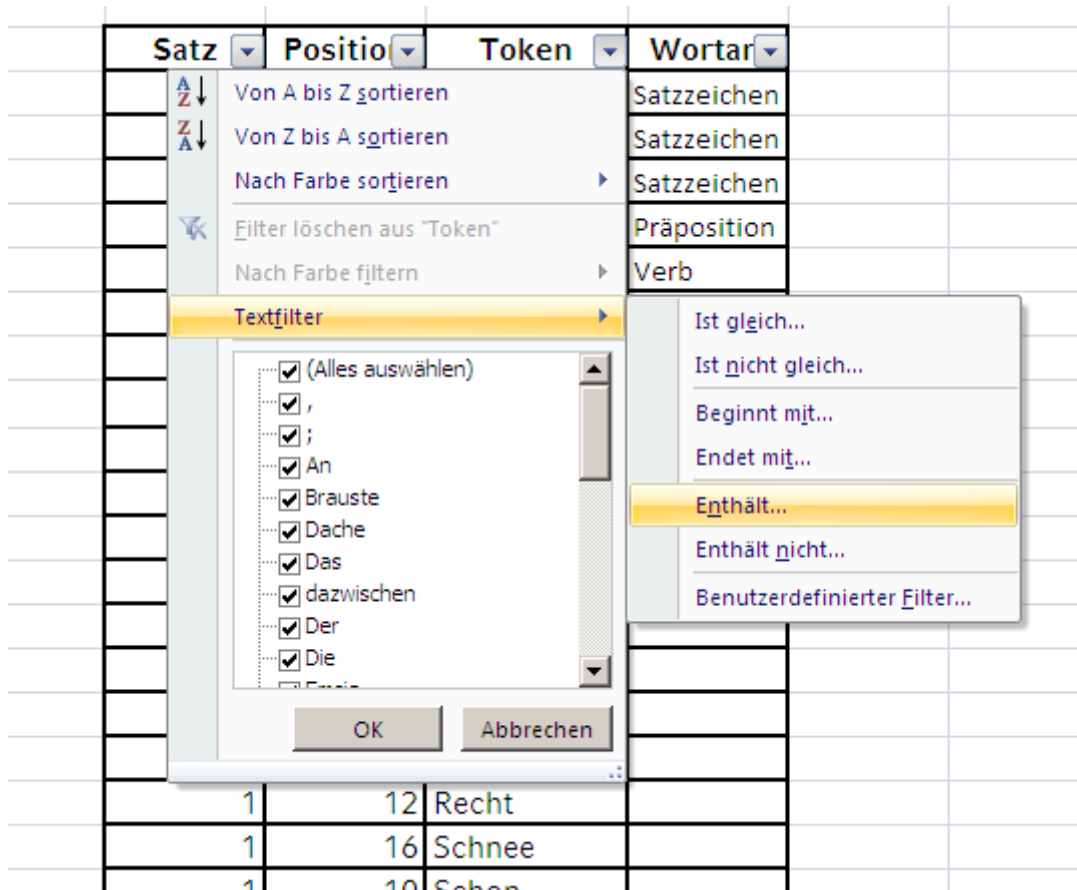 Satz Positio Token Wortar
Von A bis Z sortieren
Satzzeichen
Von Z bis A sortieren
Satzzeichen
Nach Farbe sortieren
Satzzeichen
Filter löschen aus "Token"
Präposition
Nach Farbe filtern
Verb
Textfilter
Ist gleich...
Ist nicht gleich...
Beginnt mit...
Endet mit...
Enthält...
Enthält nicht...
Benutzerdefinierter Filter...
(Alles auswählen)
,
;
An
Brauste
Dache
Das
dazwischen
Der
Die
OK Abbrechen
1 12 Recht
1 16 Schnee